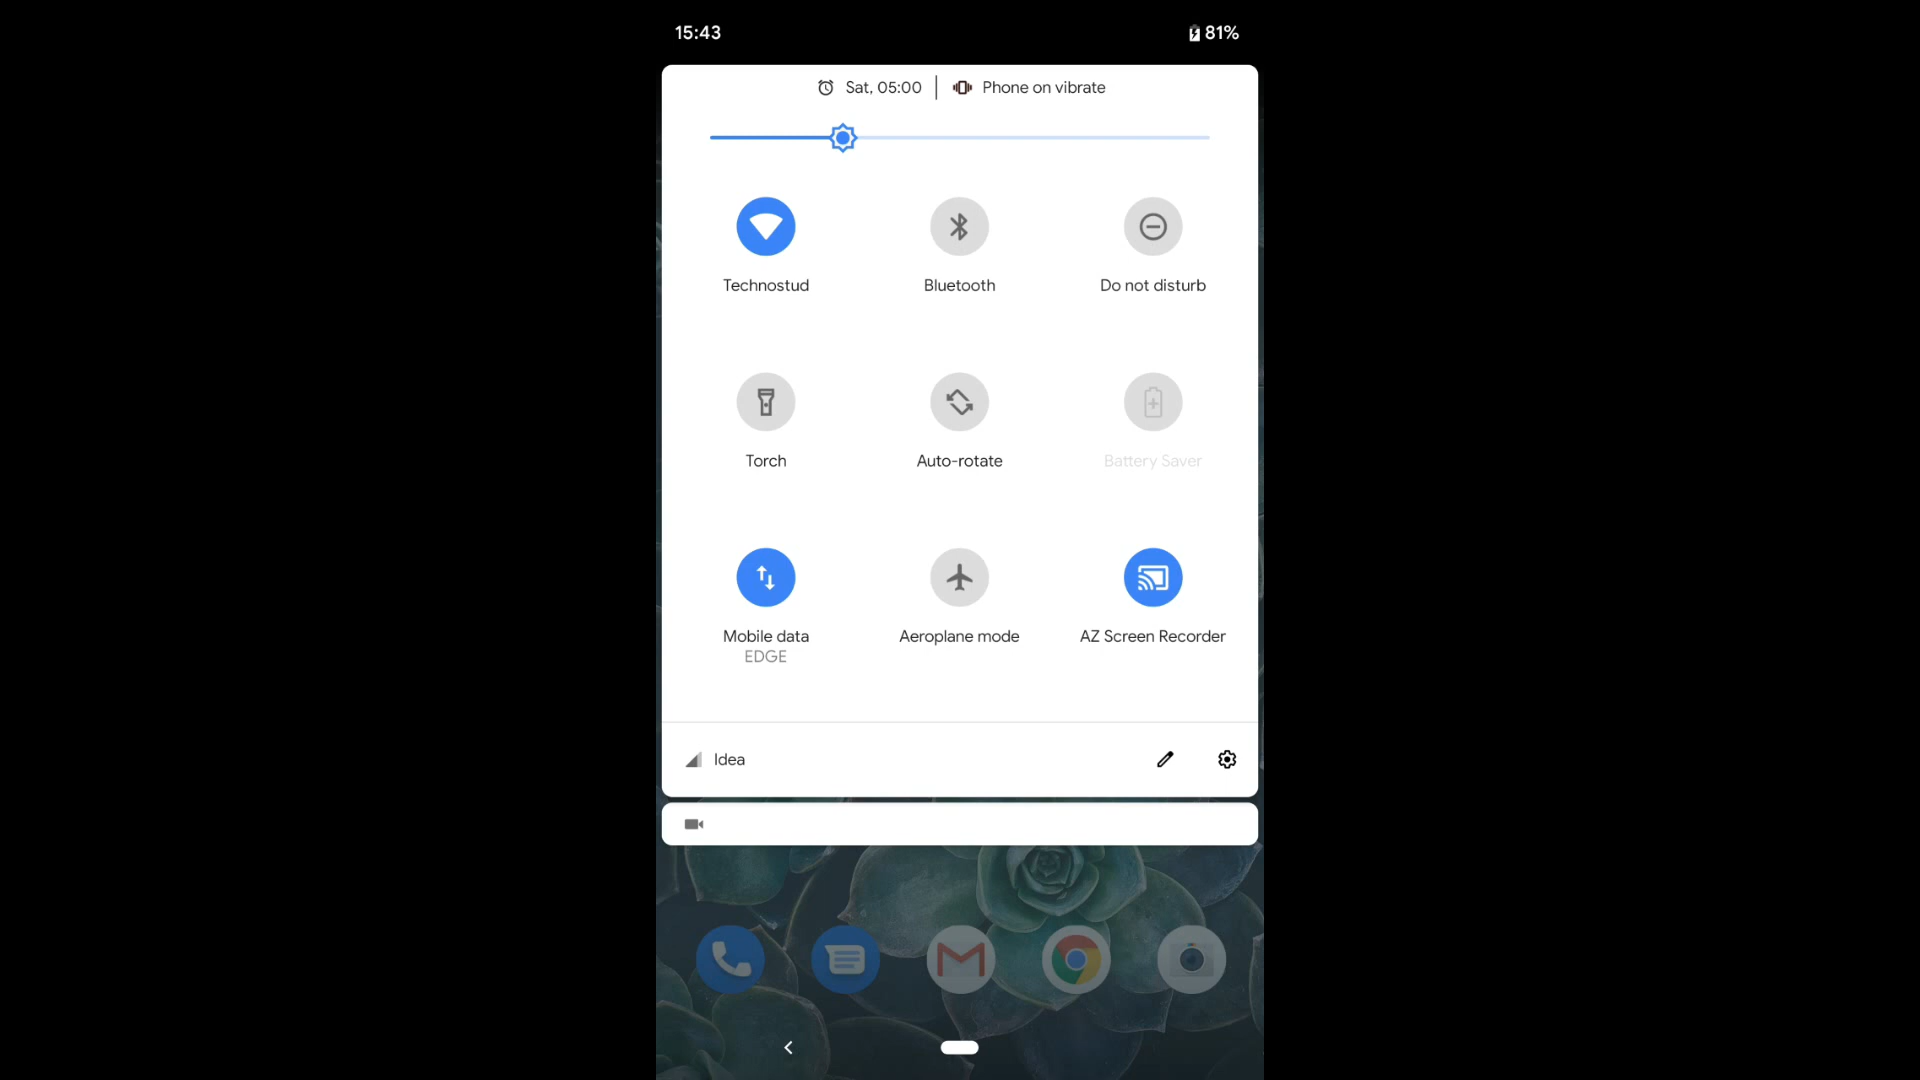 15:43
81%
Sat, 05:00
Phone on vibrate
Technostud
Bluetooth
Do not disturb
Torch
Auto-rotate
Battery Saver
Mobile data
EDGE
Aeroplane mode
AZ Screen Recorder
Idea